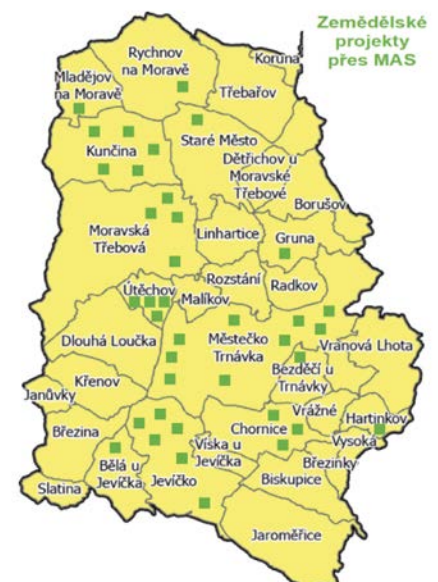 Zemědělské
projekty
přes MAS
Koruna
Rychnov
na Moravě
Mladějov
na Moravě
Třebařov
Staré Město
Kunčina
Dětřichov u
Moravské
Třebové
Borušov
Moravská
Třebová
Linhartice
Gruna
Rozstání
Radkov
Útěchov
Malíkov
Dlouhá Loučka
Městečko
Trnávka
Vranová Lhota
Bezděčí u
Trnávky
Křenov
Janůvky
Vrážné
Hartinkov
Chornice
Březina
Vysoká
Víska u
Jevíčka
Březinky
Bělá u
Jevíčka
Jevíčko
Biskupice
Slatina
Jaroměřice